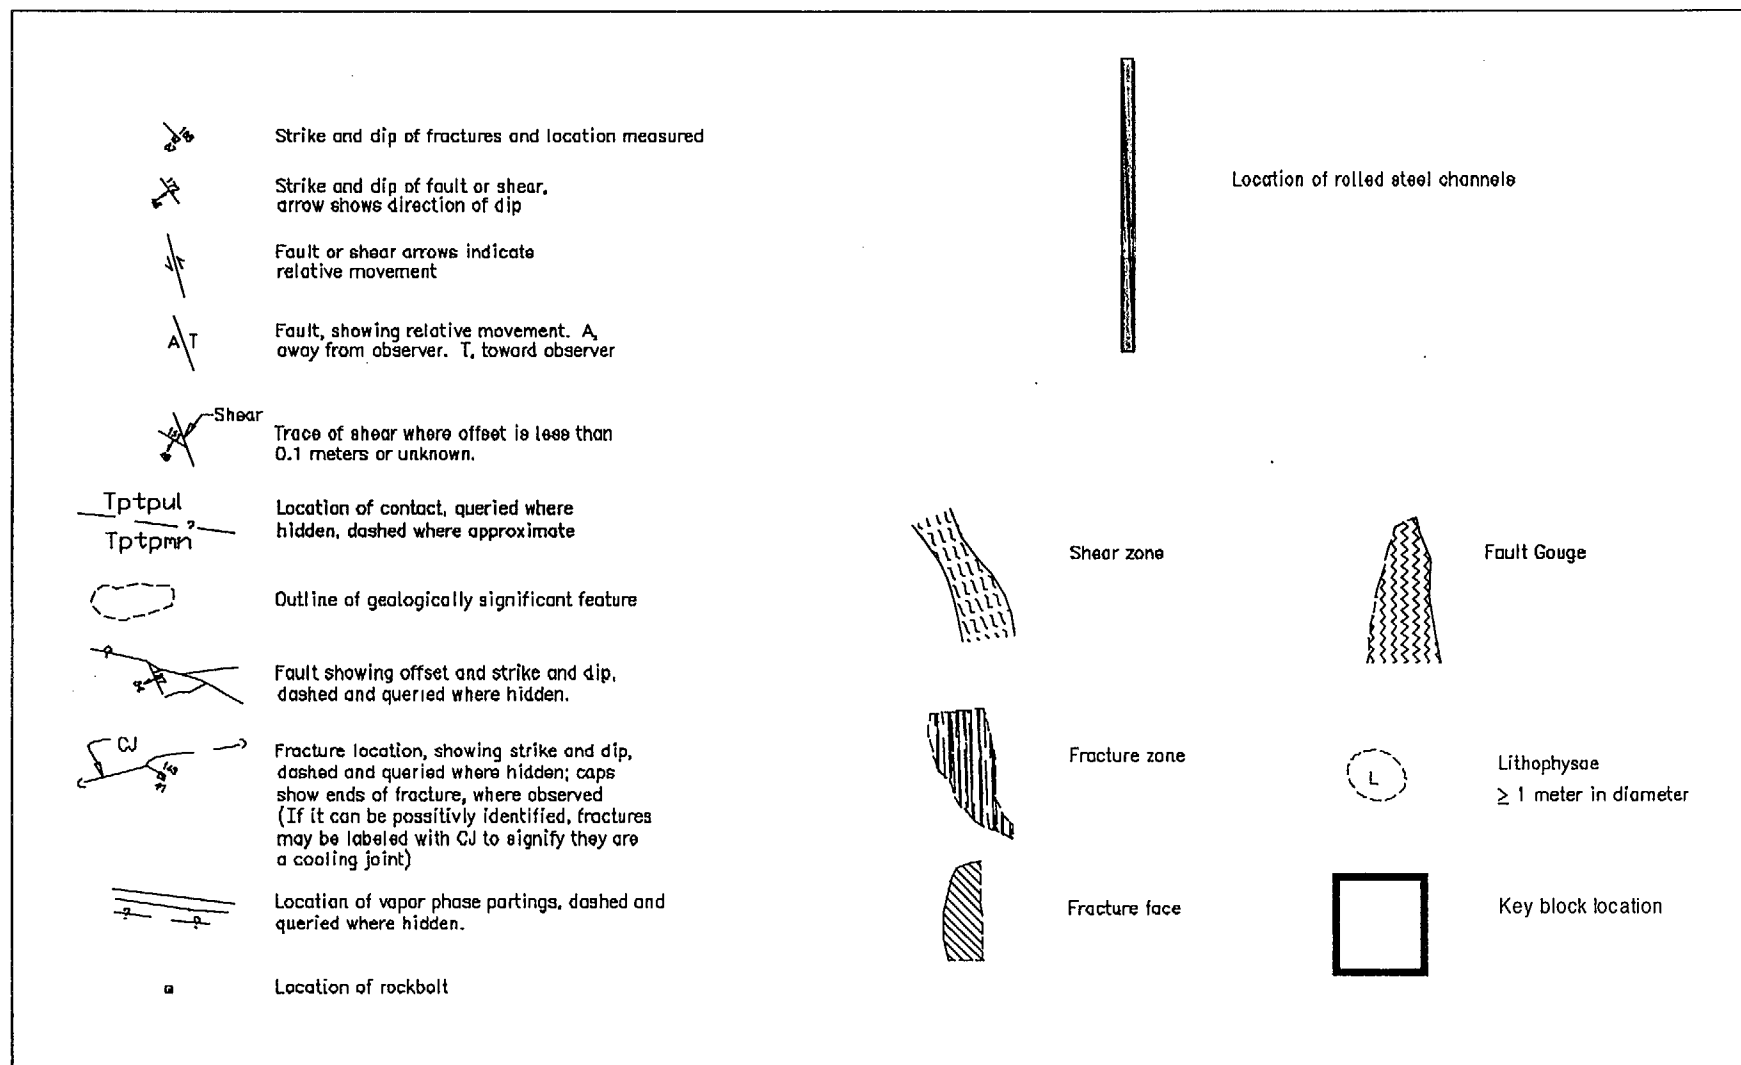 Strike and dip of fractures and location measured
Strike and dip of fault or shear,
arrow shows direction of dip
Fault or shear arrows indicate
relative movement
A T
Fault, showing relative movement. A,
away from observer. T, toward observer
Shear
Trace of shear where offset is less than
0.1 meters or unknown.
Tptpul
?
Tptpmn
Location of contact, queried where
hidden, dashed where approximate
Outline of geologically significant feature
Fault showing offset and strike and dip,
dashed and queried where hidden.
CJ
Fracture location, showing strike and dip,
dashed and queried where hidden; caps
show ends of fracture, where observed
(If it can be possitivly identified, fractures
may be labeled with CJ to signify they are
a cooling joint)
Location of vapor phase partings, dashed and
queried where hidden.
? ?
Location of rockbolt
Location of rolled steel channels
Shear zone
Fault Gouge
Fracture zone
L
Lithophysae
≥ 1 meter in diameter
Fracture face
Key block location